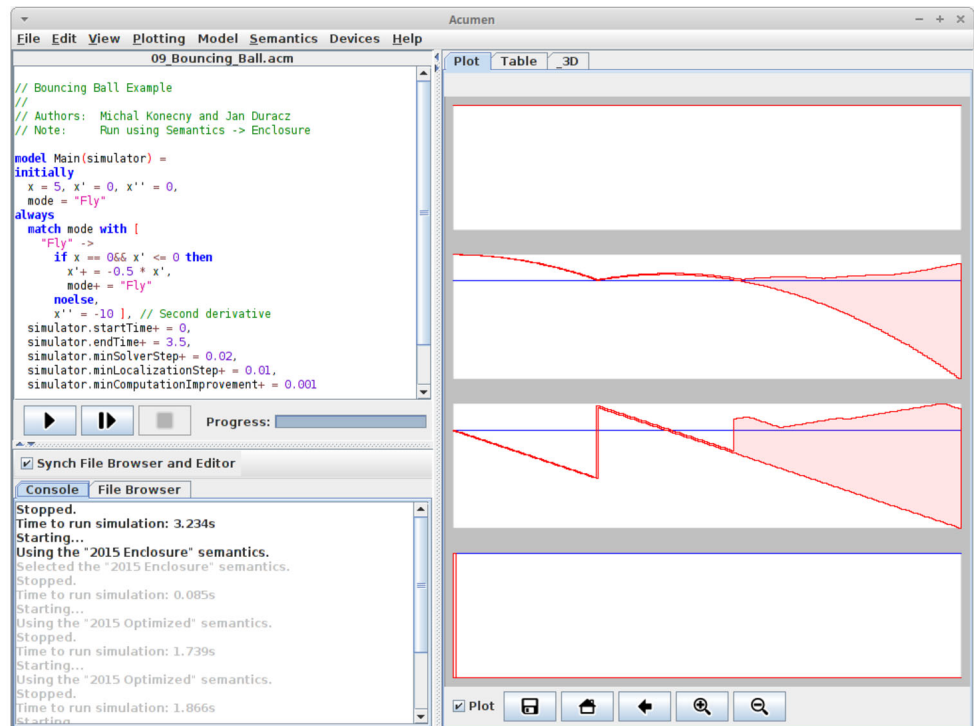 Acumen
File Edit View Plotting Model Semantics Devices Help
09_Bouncing_Ball.acm
// Bouncing Ball Example
//
// Authors:  Michal Konecny and Jan Duracz
// Note:     Run using Semantics -> Enclosure
model Main(simulator) =
initially
x = 5, x' = 0, x'' = 0,
mode = "Fly"
always
match mode with [
"Fly" ->
if x == 0&& x' <= 0 then
x'+ = -0.5 * x',
mode+ = "Fly"
noelse,
x'' = -10 ], // Second derivative
simulator.startTime+ = 0,
simulator.endTime+ = 3.5,
simulator.minSolverStep+ = 0.02,
simulator.minLocalizationStep+ = 0.01,
simulator.minComputationImprovement+ = 0.001
Progress:
Synch File Browser and Editor
Console File Browser
Stopped.
Time to run simulation: 3.234s
Starting...
Using the "2015 Enclosure" semantics.
Selected the "2015 Enclosure" semantics.
Stopped.
Time to run simulation: 0.085s
Starting...
Using the "2015 Optimized" semantics.
Stopped.
Time to run simulation: 1.739s
Starting...
Using the "2015 Optimized" semantics.
Stopped.
Time to run simulation: 1.866s
Starting
Plot Table _3D
Plot